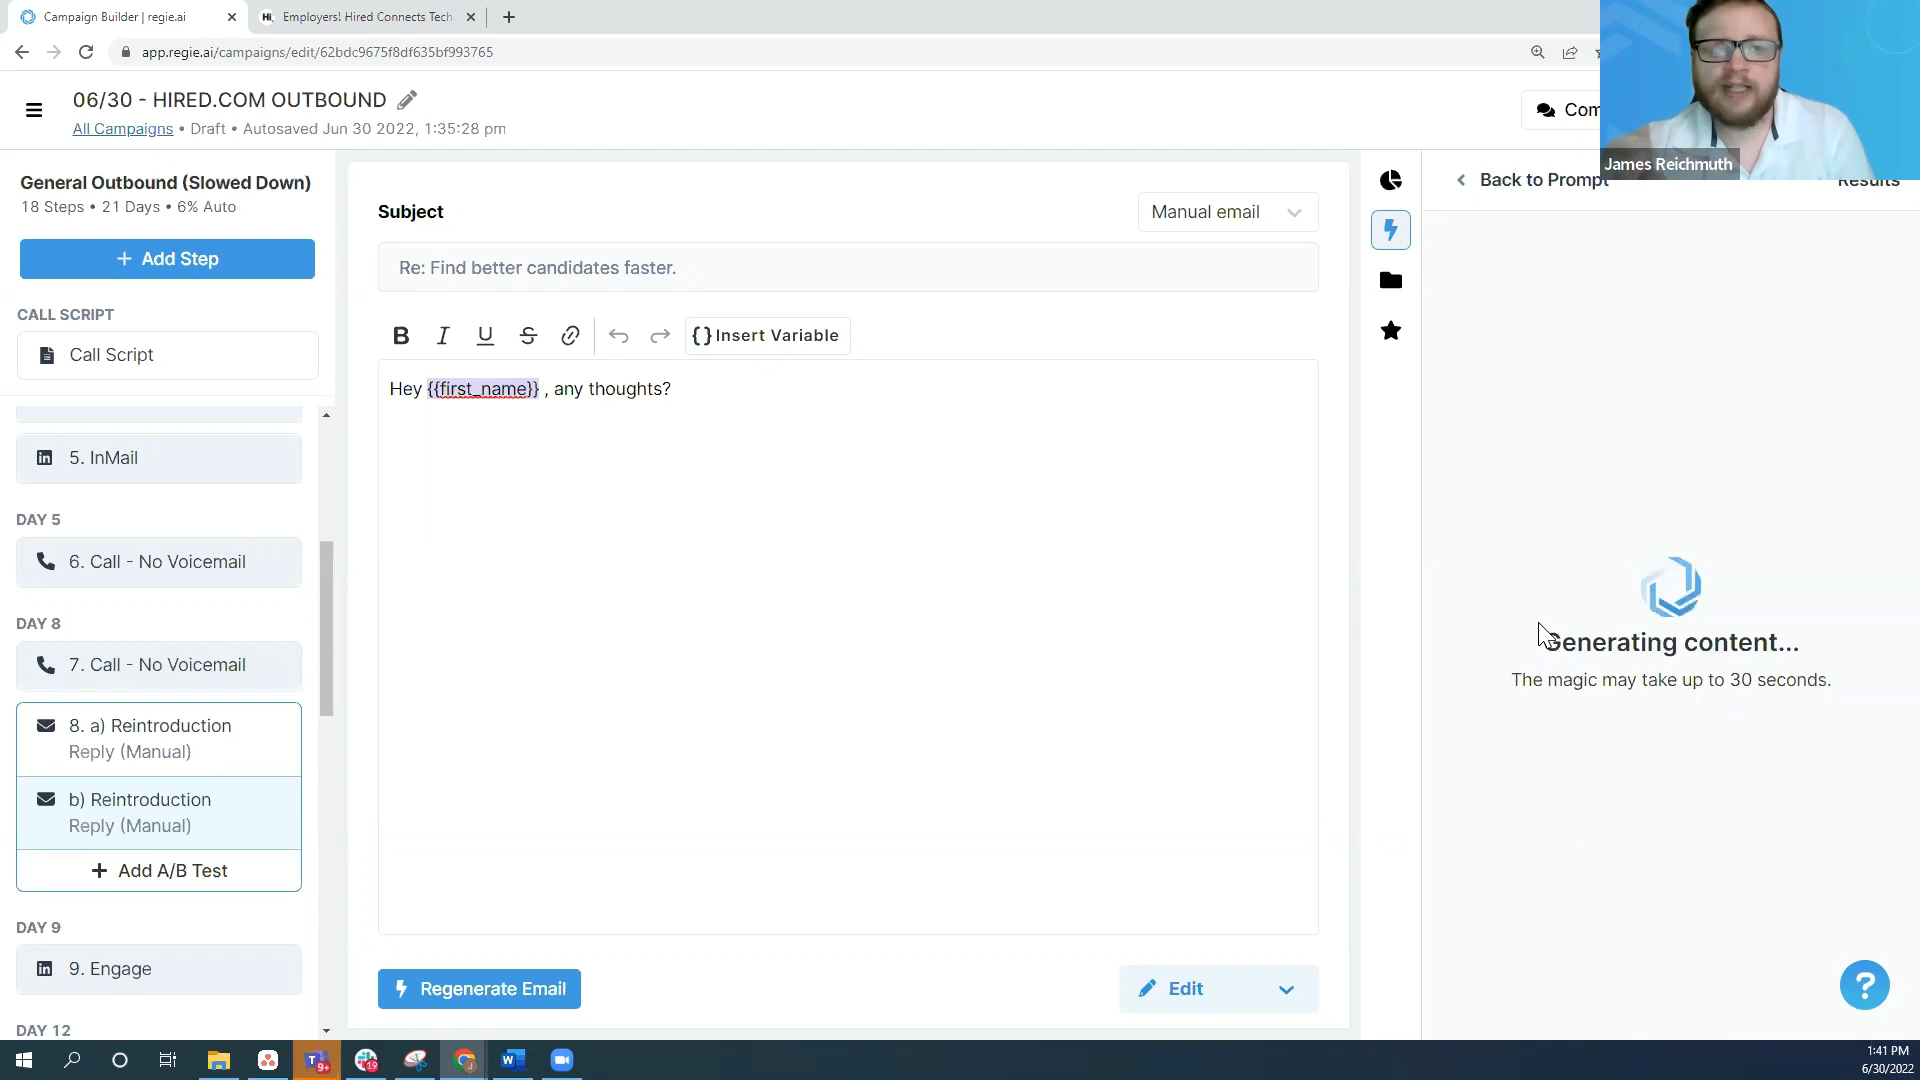 Campaign Builder | regie.ai
Hi. Employers! Hired Connects Tech
app.regie.ai/campaigns/edit/62bdc9675f8df635bf993765
06/30 - HIRED.COM OUTBOUND
All Campaigns • Draft • Autosaved Jun 30 2022, 1:35:28 pm
Com
James Reichmuth
General Outbound (Slowed Down)
18 Steps • 21 Days • 6% Auto
+ Add Step
CALL SCRIPT
Call Script
5. InMail
DAY 5
6. Call - No Voicemail
DAY 8
7. Call - No Voicemail
8. a) Reintroduction
Reply (Manual)
b) Reintroduction
Reply (Manual)
+ Add A/B Test
DAY 9
9. Engage
DAY 12
Subject
Manual email
Re: Find better candidates faster.
B I U S
{} Insert Variable
Hey {{first_name}} , any thoughts?
Regenerate Email
Edit
Back to Prompt
Results
Generating content...
The magic may take up to 30 seconds.
?
9+
19
1:41 PM
6/30/2022